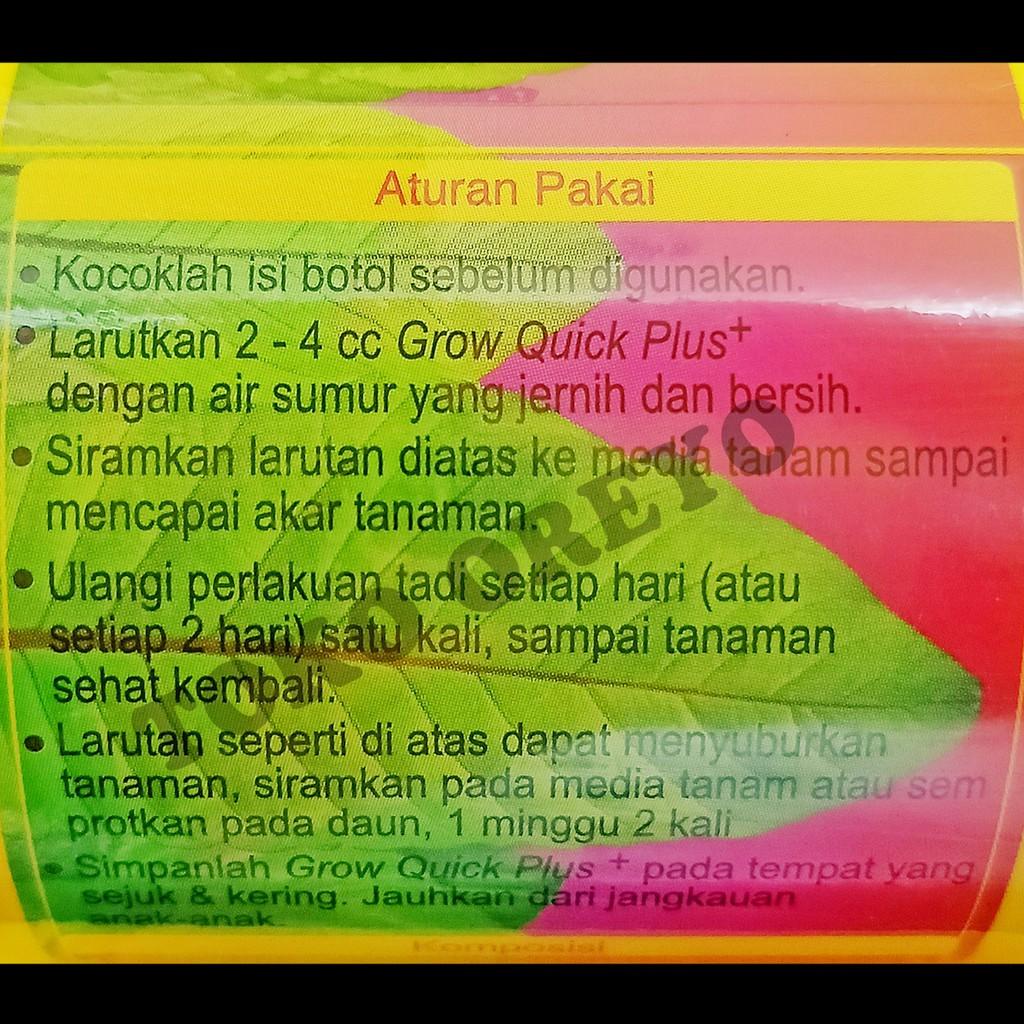 Aturan Pakai
• Kocoklah isi botol sebelum digunakan.
• Larutkan 2 - 4 cc Grow Quick Plus⁺
dengan air sumur yang jernih dan bersih.
• Siramkan larutan diatas ke media tanam sampai
mencapai akar tanaman.
• Ulangi perlakuan tadi setiap hari (atau
setiap 2 hari) satu kali, sampai tanaman
sehat kembali.
• Larutan seperti di atas dapat menyuburkan
tanaman, siramkan pada media tanam atau sem
protkan pada daun, 1 minggu 2 kali
• Simpanlah Grow Quick Plus ⁺ pada tempat yang
sejuk & kering. Jauhkan dari jangkauan
anak-anak.
Komposisi
TOKO OREYO